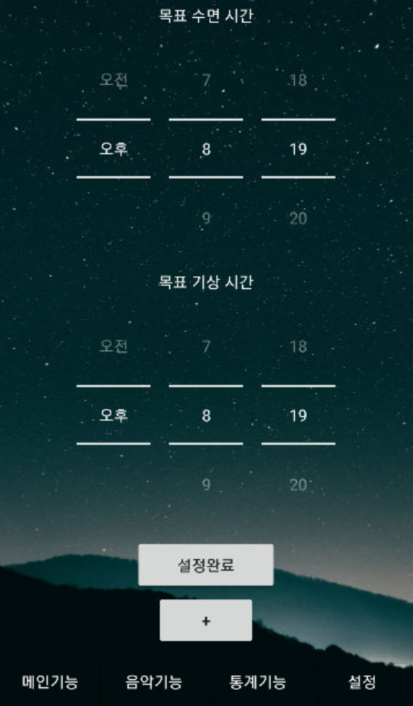 목표 수면 시간
오전 7 18
오후 8 19
9 20
목표 기상 시간
오전 7 18
오후 8 19
9 20
설정완료
+
메인기능 음악기능 통계기능 설정